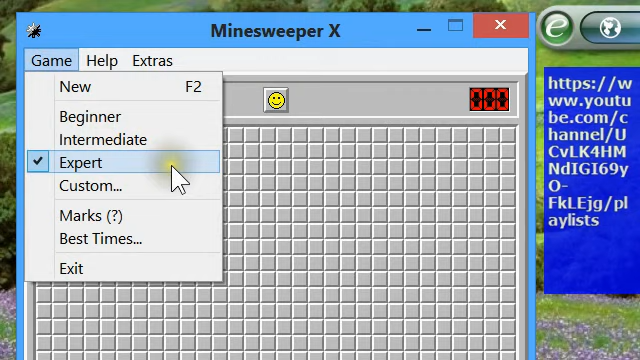 Minesweeper X
Game Help Extras
New F2
Beginner
Intermediate
Expert
Custom...
Marks (?)
Best Times...
Exit
https://w
ww.youtu
be.com/c
hannel/U
CvLK4HM
NdIGI69y
O-
FkLEjg/pl
aylists